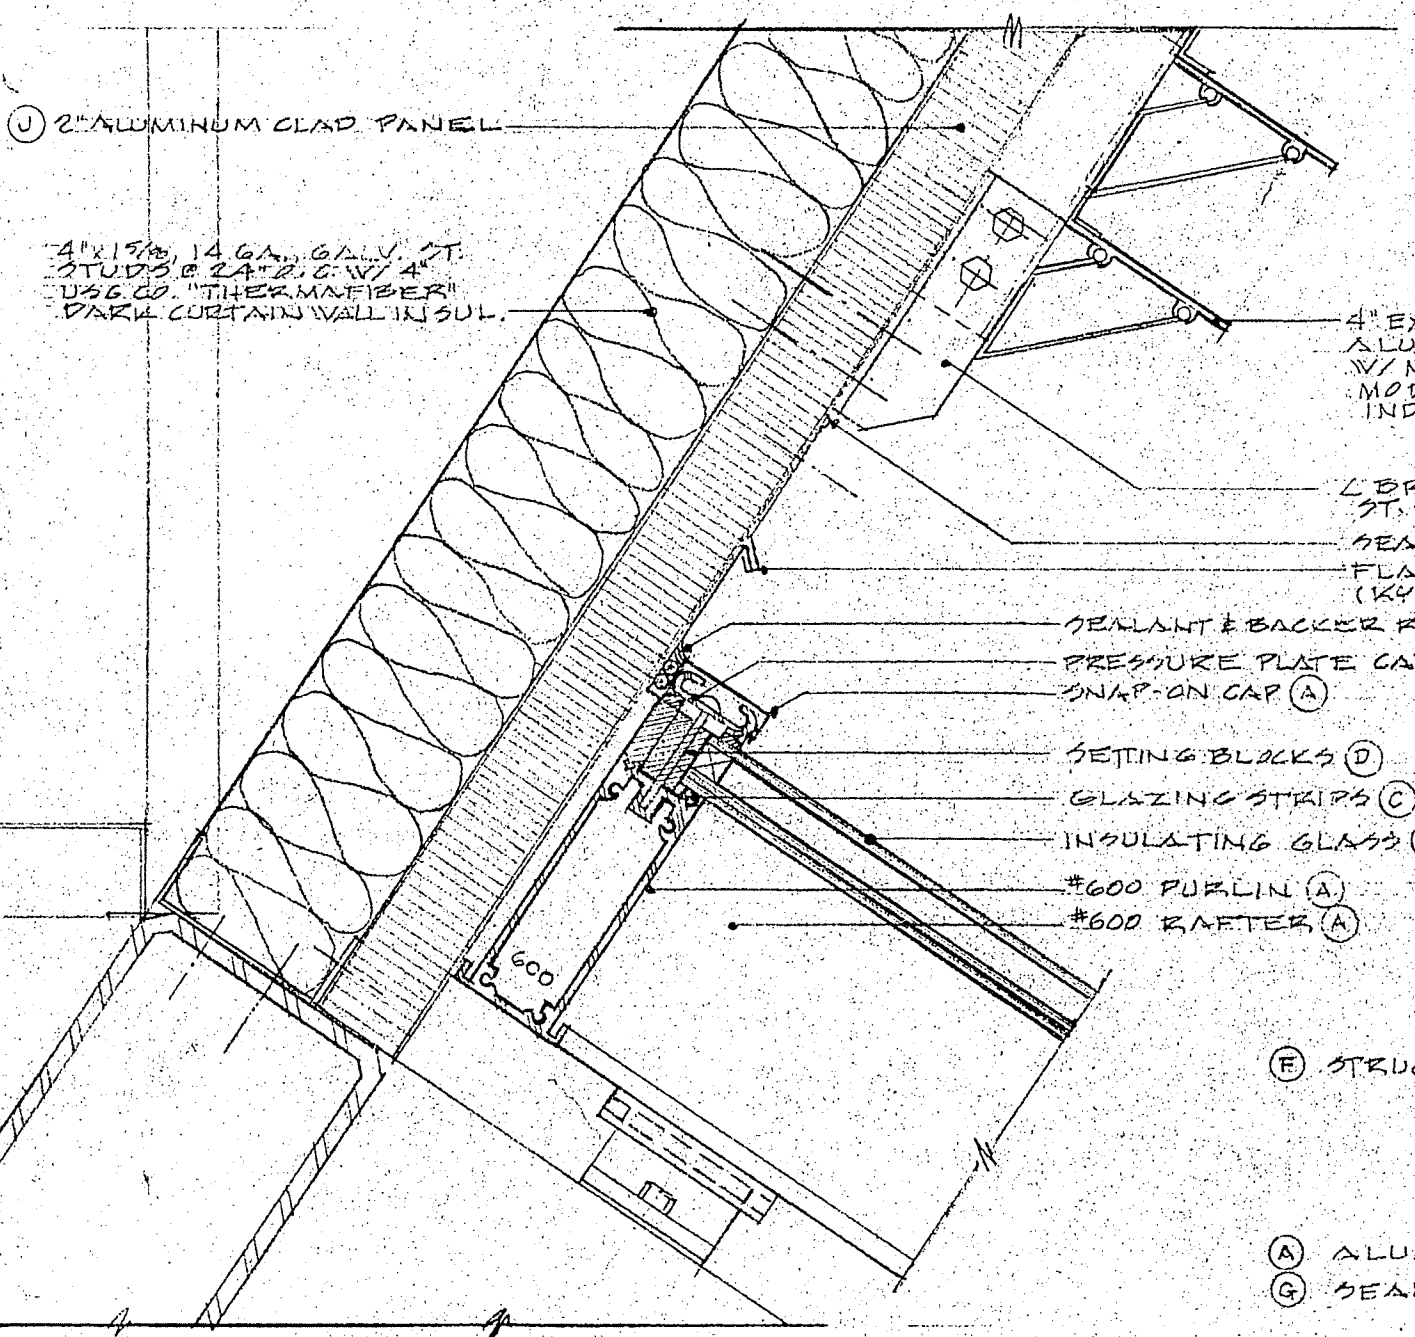 (J) 2" ALUMINUM CLAD PANEL
4" x 1 5/8, 14 GA., GALV. ST.
STUDS @ 24" O.C. W/ 4"
USG CO. "THERMAFIBER"
DARK CURTAIN WALL INSUL.
4" EX
ALU
W/ M
MOD
IND
L BR
ST.
SEA
FLA
(KY
SEALANT & BACKER R
PRESSURE PLATE CA
SNAP-ON CAP (A)
SETTING BLOCKS (D)
GLAZING STRIPS (C)
INSULATING GLASS (
#600 PURLIN (A)
#600 RAFTER (A)
600
(F) STRU
(A) ALU
(G) SEA